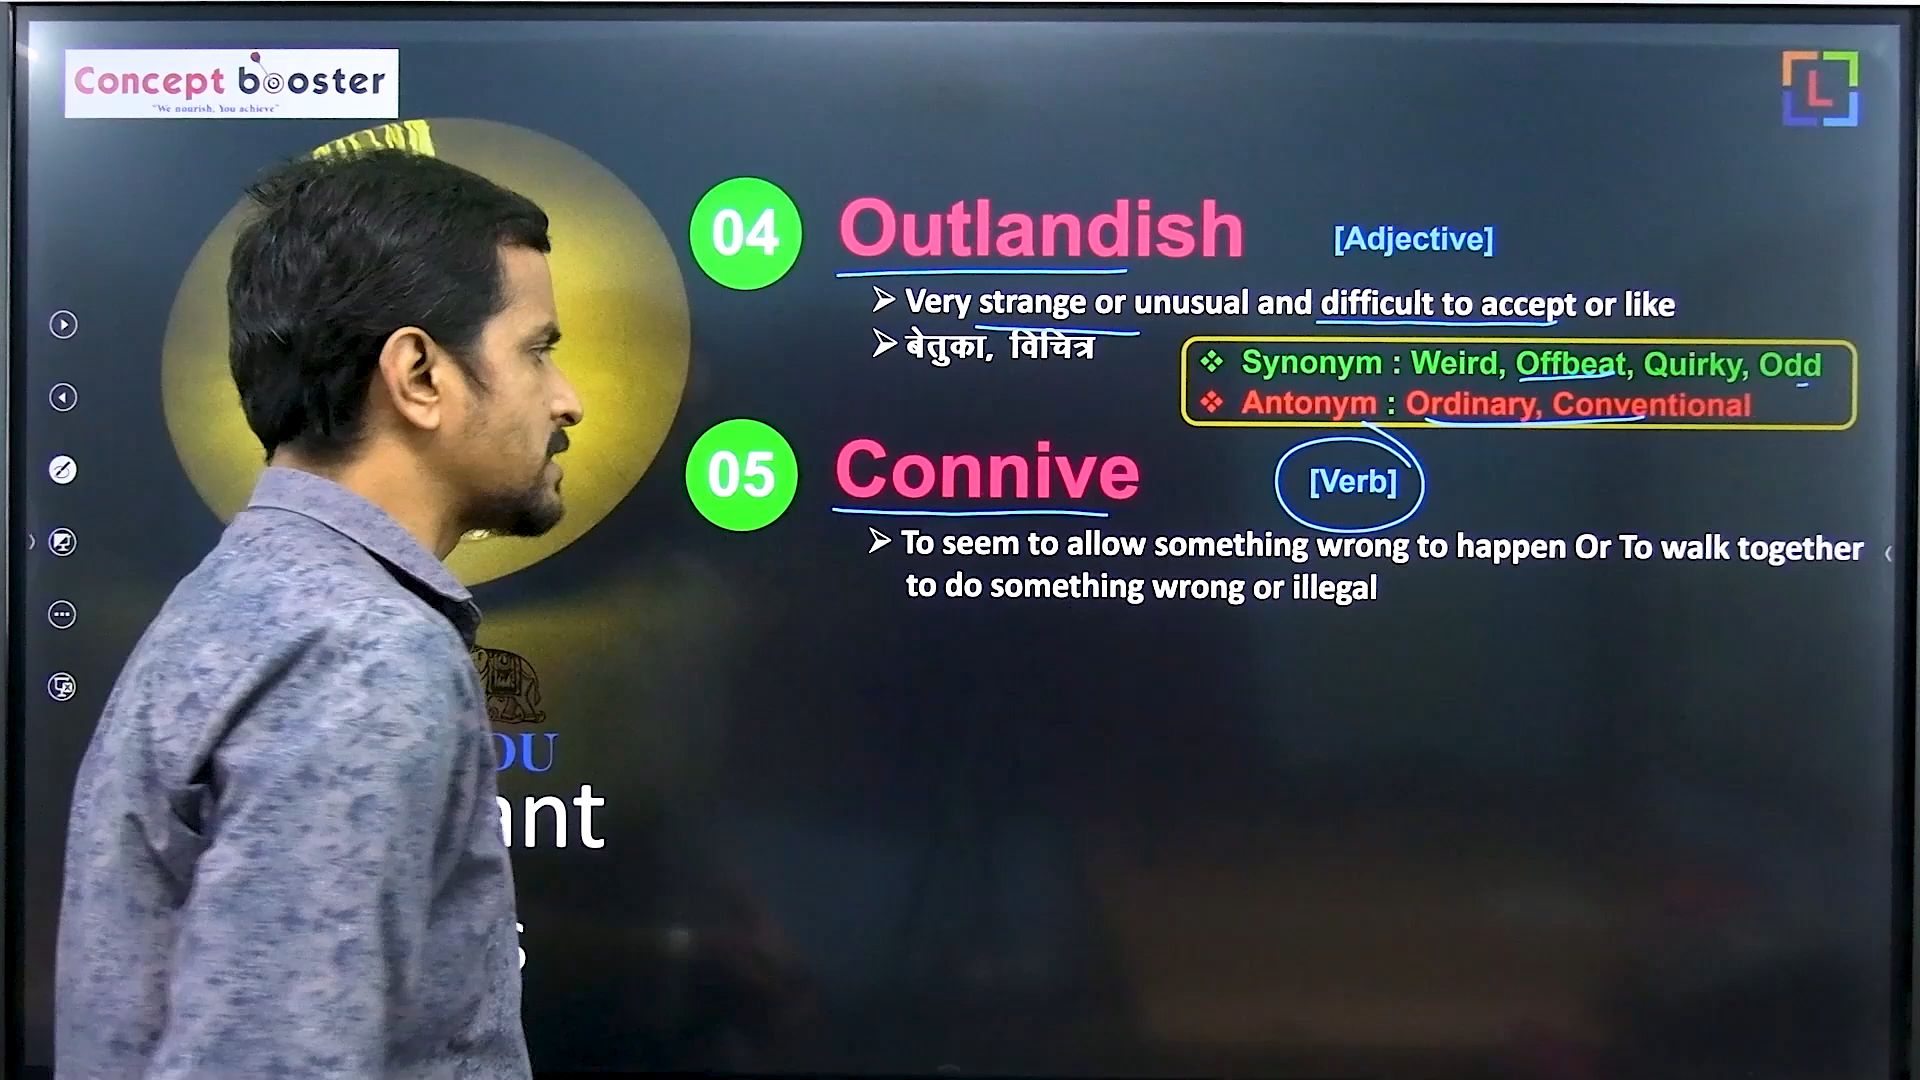 Concept booster
"We nourish, You achieve"
L
04 Outlandish [Adjective]
Very strange or unusual and difficult to accept or like
बेतुका, विचित्र
Synonym : Weird, Offbeat, Quirky, Odd
Antonym : Ordinary, Conventional
05 Connive [Verb]
To seem to allow something wrong to happen Or To walk together
to do something wrong or illegal